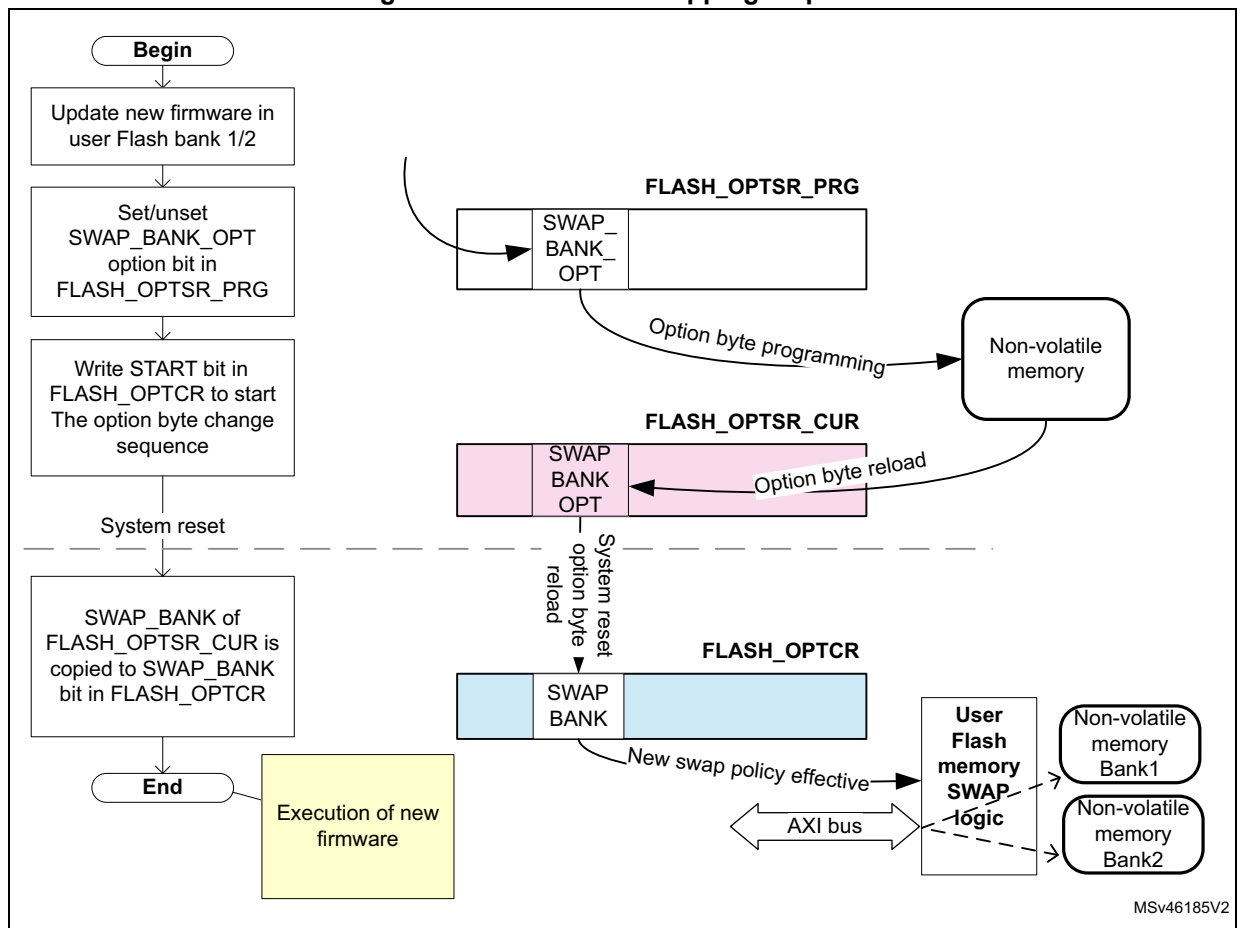 Begin
Update new firmware in
user Flash bank 1/2
Set/unset
SWAP_BANK_OPT
option bit in
FLASH_OPTSR_PRG
Write START bit in
FLASH_OPTCR to start
The option byte change
sequence
System reset
SWAP_BANK of
FLASH_OPTSR_CUR is
copied to SWAP_BANK
bit in FLASH_OPTCR
End
Execution of new
firmware
FLASH_OPTSR_PRG
SWAP_
BANK_
OPT
Option byte programming
Non-volatile
memory
FLASH_OPTSR_CUR
SWAP
BANK
OPT
Option byte reload
System reset
option byte
reload
FLASH_OPTCR
SWAP
BANK
New swap policy effective
AXI bus
User
Flash
memory
SWAP
logic
Non-volatile
memory
Bank1
Non-volatile
memory
Bank2
MSv46185V2